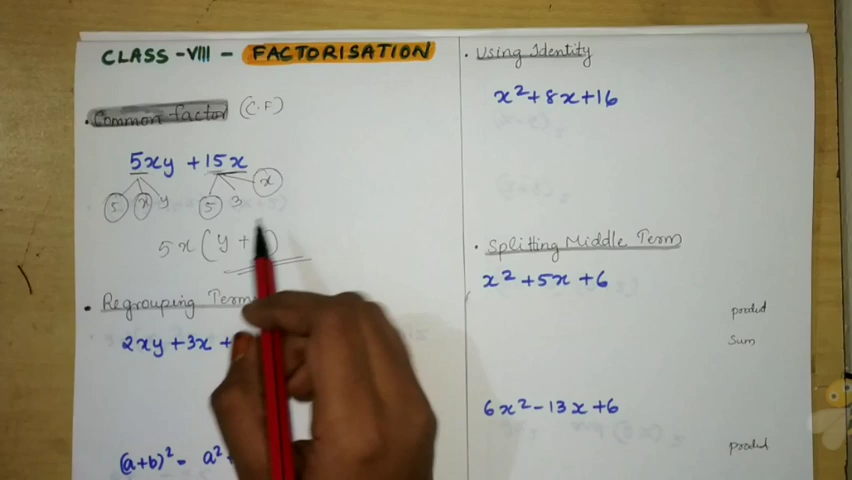 CLASS-VIII - FACTORISATION
• Common factor (C.F)
5xy + 15x
5 x y 5 3 x
5x(y +
• Regrouping Terms
2xy + 3x +
(a+b)² = a² +
• Using Identity
x² + 8x + 16
• Splitting Middle Term
x² + 5x + 6
product
Sum
6x² - 13x + 6
product